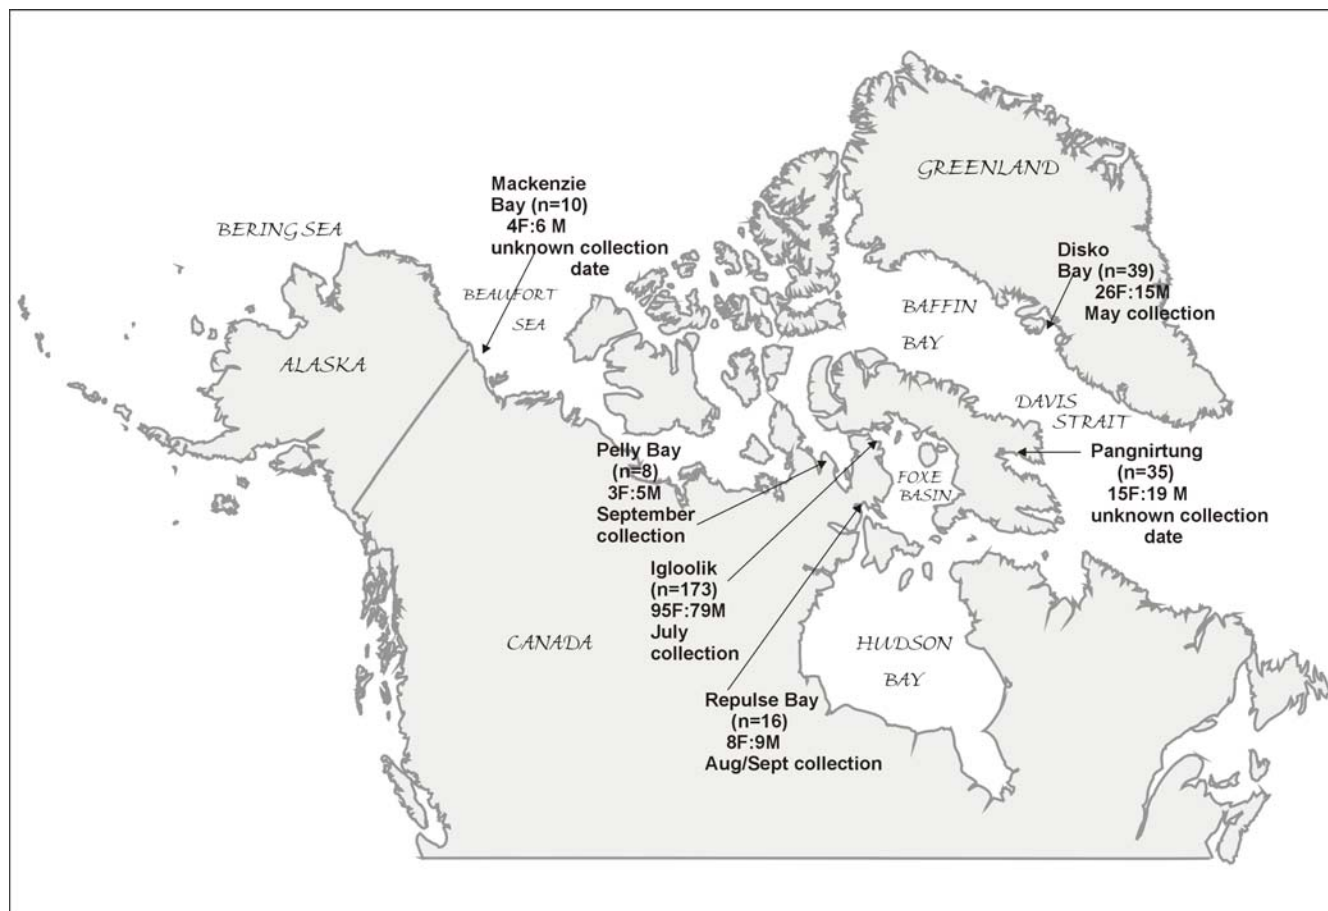 GREENLAND
Mackenzie
Bay (n=10)
4F:6 M
unknown collection
date
BERING SEA
Disko
Bay (n=39)
26F:15M
May collection
BEAUFORT
SEA
BAFFIN
BAY
ALASKA
DAVIS
STRAIT
Pelly Bay
(n=8)
3F:5M
September
collection
FOXE
BASIN
Pangnirtung
(n=35)
15F:19 M
unknown collection
date
Igloolik
(n=173)
95F:79M
July
collection
CANADA
HUDSON
BAY
Repulse Bay
(n=16)
8F:9M
Aug/Sept collection